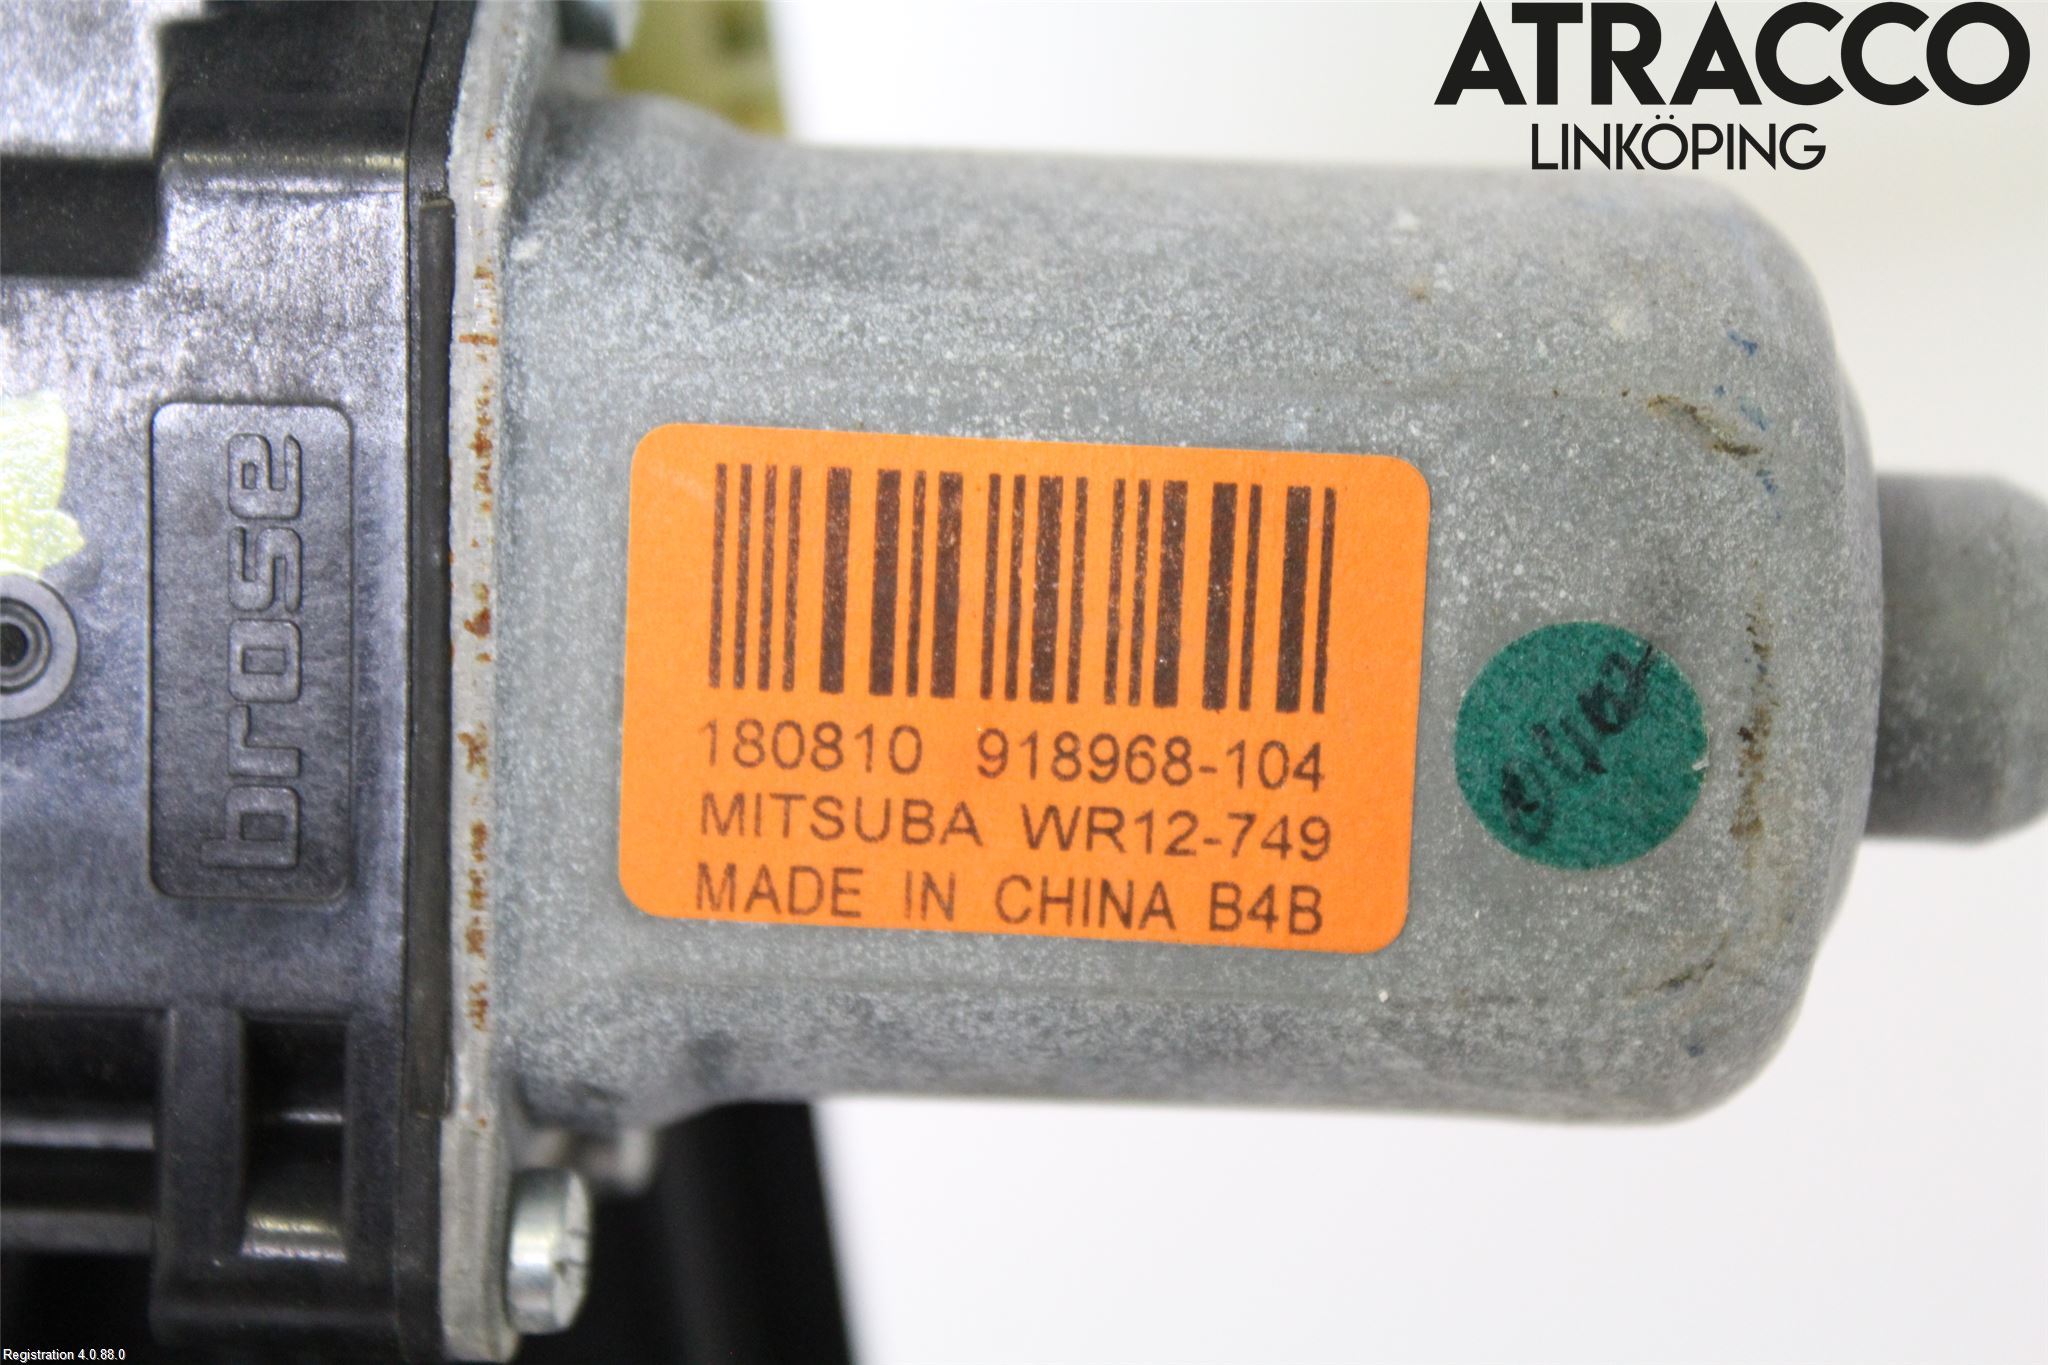 ATRACCO
LINKÖPING
brose
180810 918968-104
MITSUBA WR12-749
MADE IN CHINA B4B
Registration 4.0.88.0